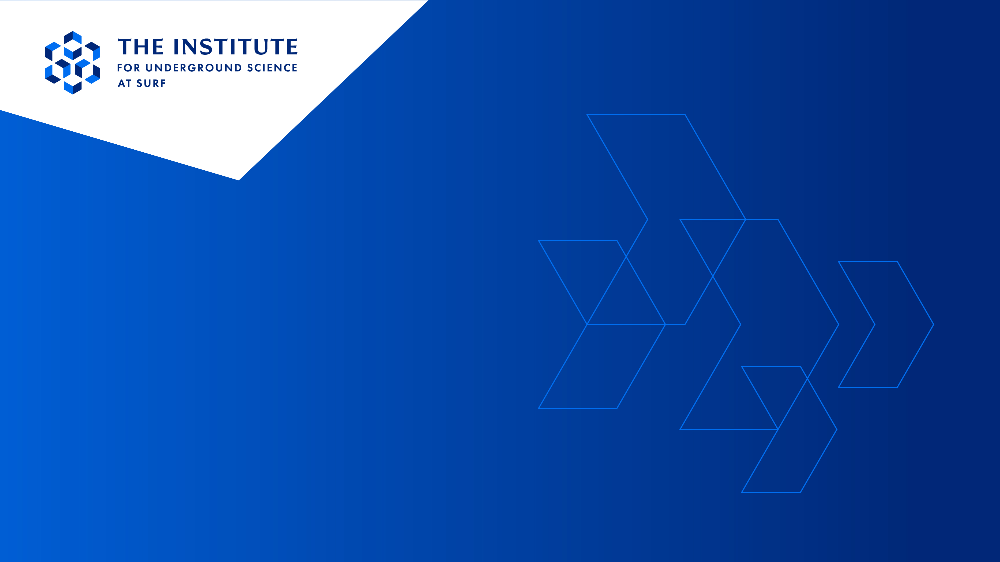 THE INSTITUTE
FOR UNDERGROUND SCIENCE
AT SURF